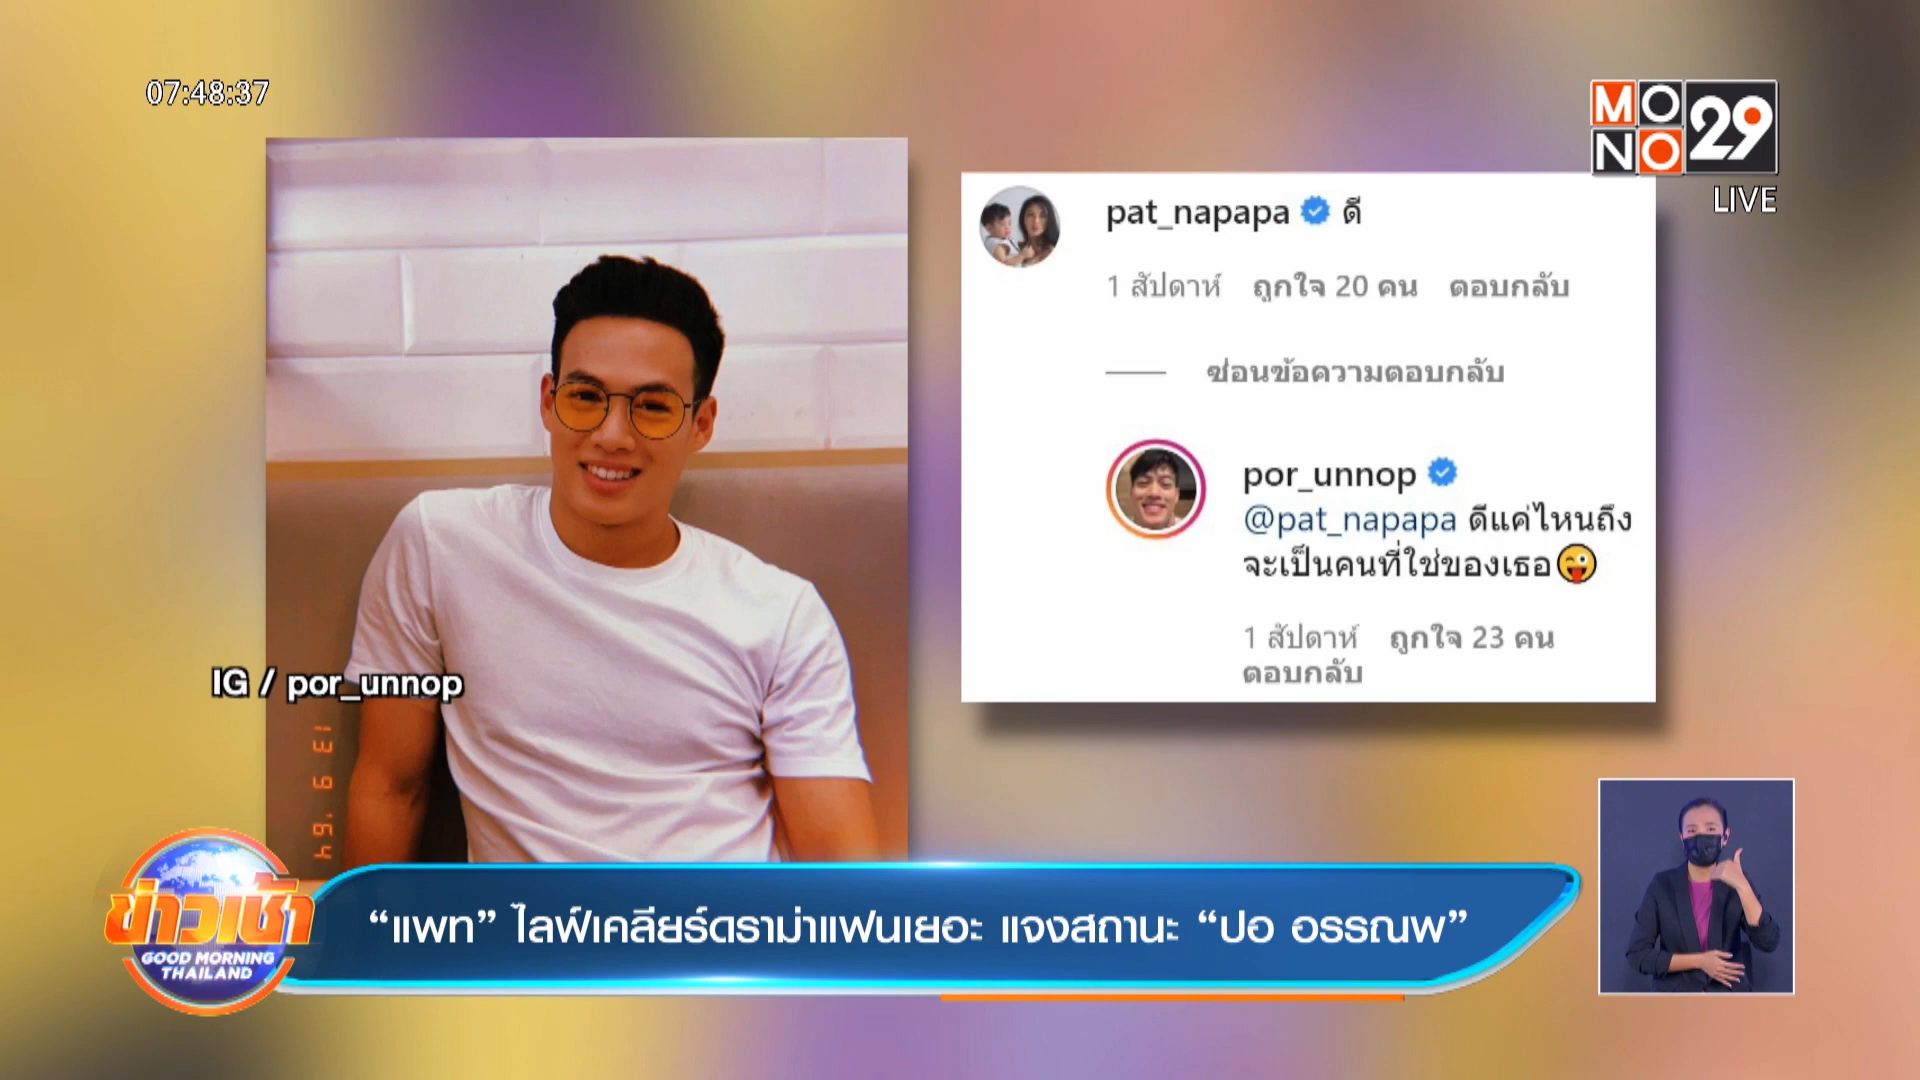 07:48:37
MONO 29
LIVE
pat_napapa ดี
1 สัปดาห์ ถูกใจ 20 คน ตอบกลับ
ซ่อนข้อความตอบกลับ
por_unnop
@pat_napapa ดีแค่ไหนถึง
จะเป็นคนที่ใช่ของเธอ😜
1 สัปดาห์ ถูกใจ 23 คน
ตอบกลับ
IG / por_unnop
13 9 '64
ข่าวเช้า
GOOD MORNING
THAILAND
“แพท” ไลฟ์เคลียร์ดราม่าแฟนเยอะ แจงสถานะ “ปอ อรรณพ”